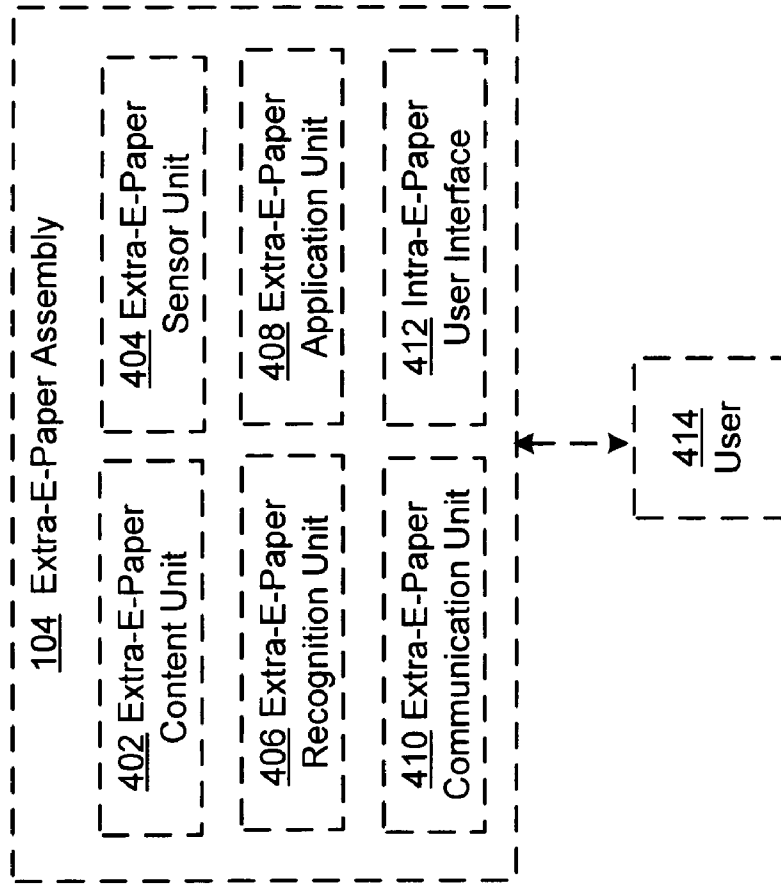 104 Extra-E-Paper Assembly
402 Extra-E-Paper
Content Unit
404 Extra-E-Paper
Sensor Unit
406 Extra-E-Paper
Recognition Unit
408 Extra-E-Paper
Application Unit
410 Extra-E-Paper
Communication Unit
412 Intra-E-Paper
User Interface
414
User